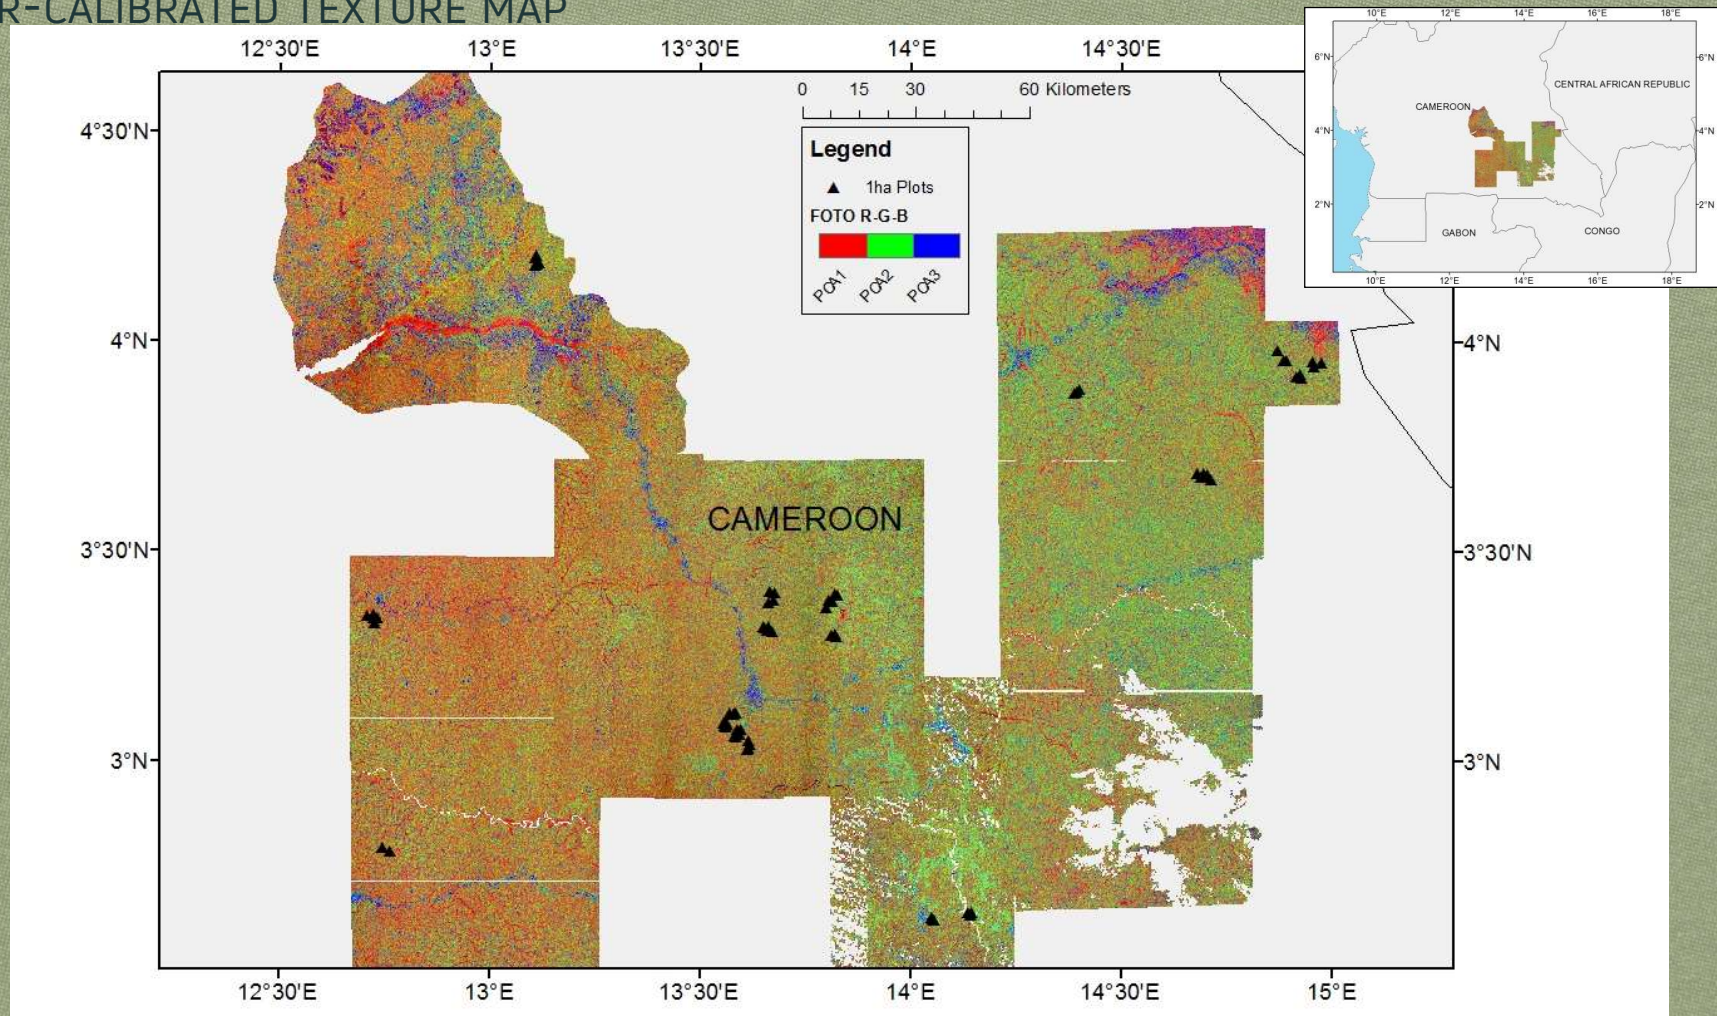 R-CALIBRATED TEXTURE MAP
12°30'E 13°E 13°30'E 14°E 14°30'E
4°30'N
4°N
3°30'N
3°N
4°N
3°30'N
3°N
0 15 30 60 Kilometers
Legend
1ha Plots
FOTO R-G-B
PCA1 PCA2 PCA3
CAMEROON
12°30'E 13°E 13°30'E 14°E 14°30'E 15°E
10°E 12°E 14°E 16°E 18°E
6°N 6°N
CENTRAL AFRICAN REPUBLIC
CAMEROON
4°N 4°N
2°N 2°N
GABON CONGO
10°E 12°E 14°E 16°E 18°E